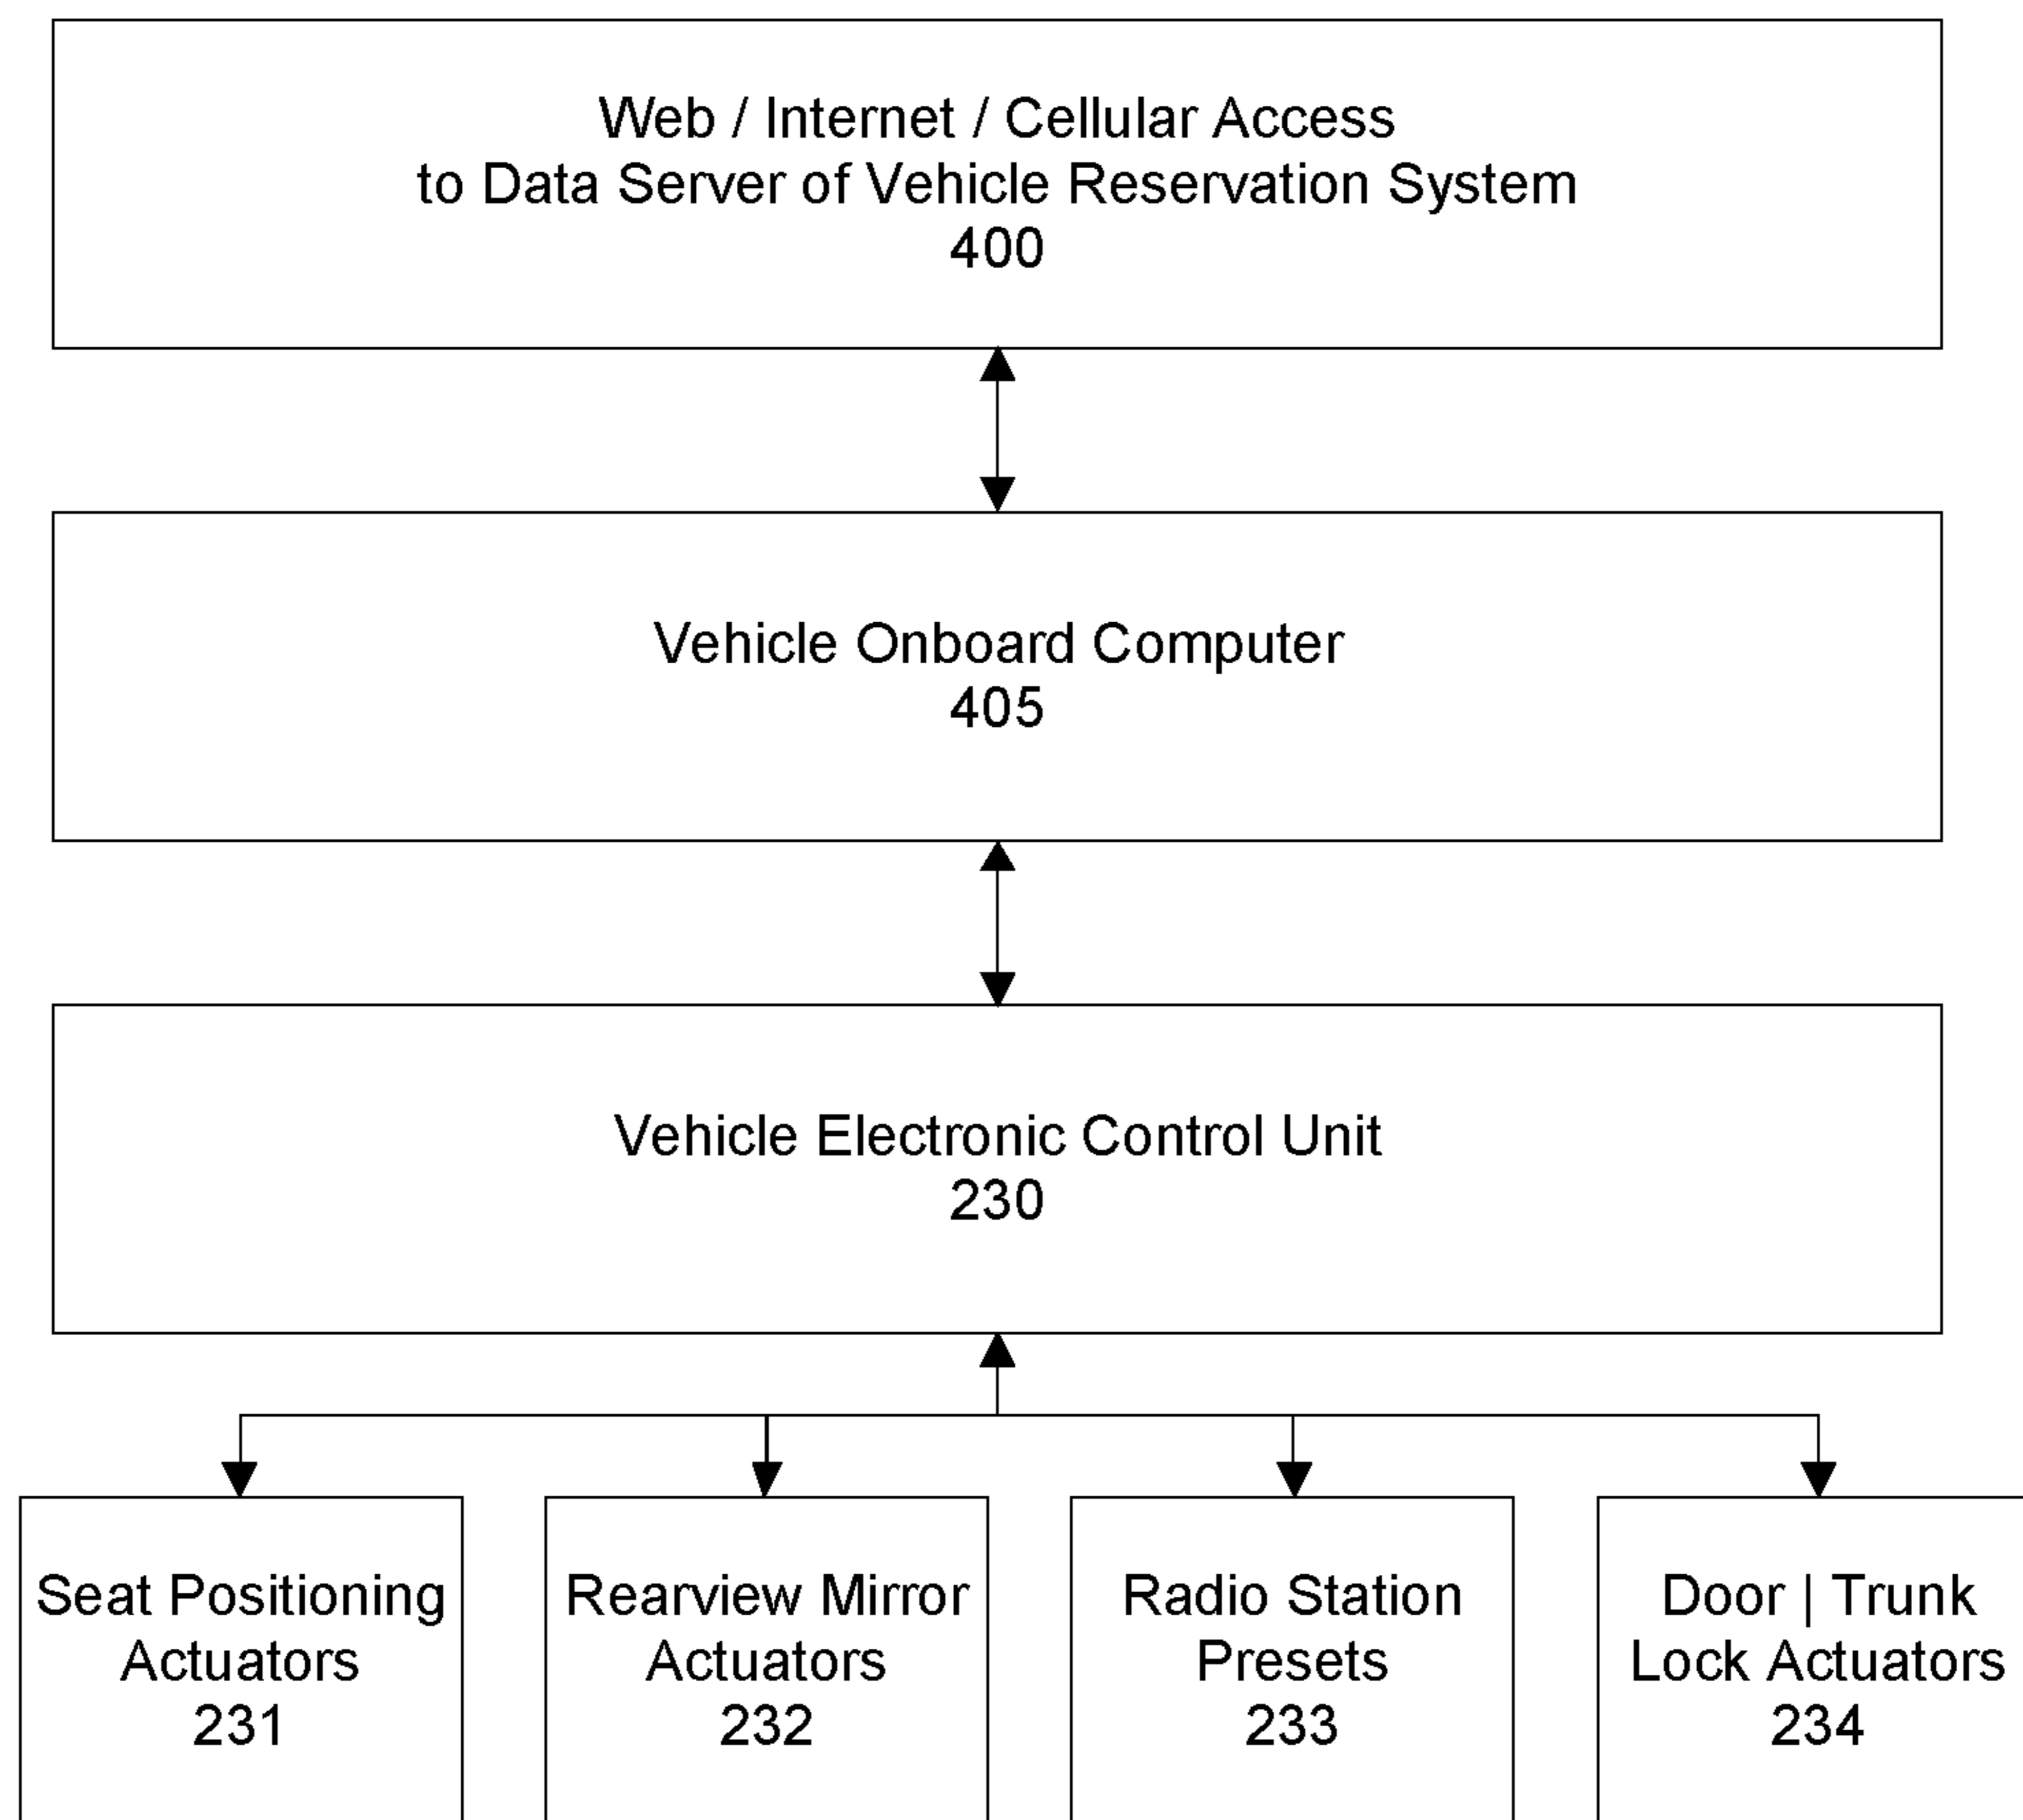 Web / Internet / Cellular Access
to Data Server of Vehicle Reservation System
400
Vehicle Onboard Computer
405
Vehicle Electronic Control Unit
230
Seat Positioning
Actuators
231
Rearview Mirror
Actuators
232
Radio Station
Presets
233
Door | Trunk
Lock Actuators
234